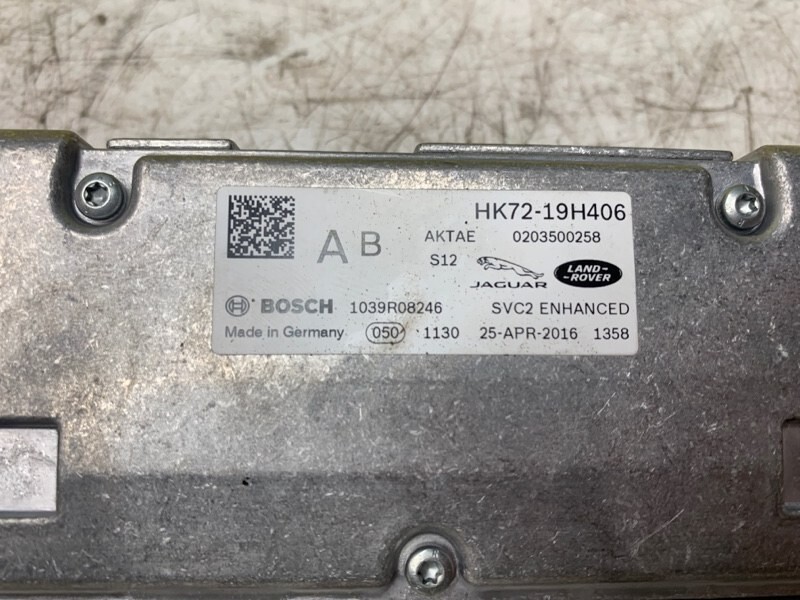 HK72-19H406
A B AKTAE 0203500258
S12 JAGUAR LAND-ROVER
BOSCH 1039R08246 SVC2 ENHANCED
Made in Germany 050 1130 25-APR-2016 1358